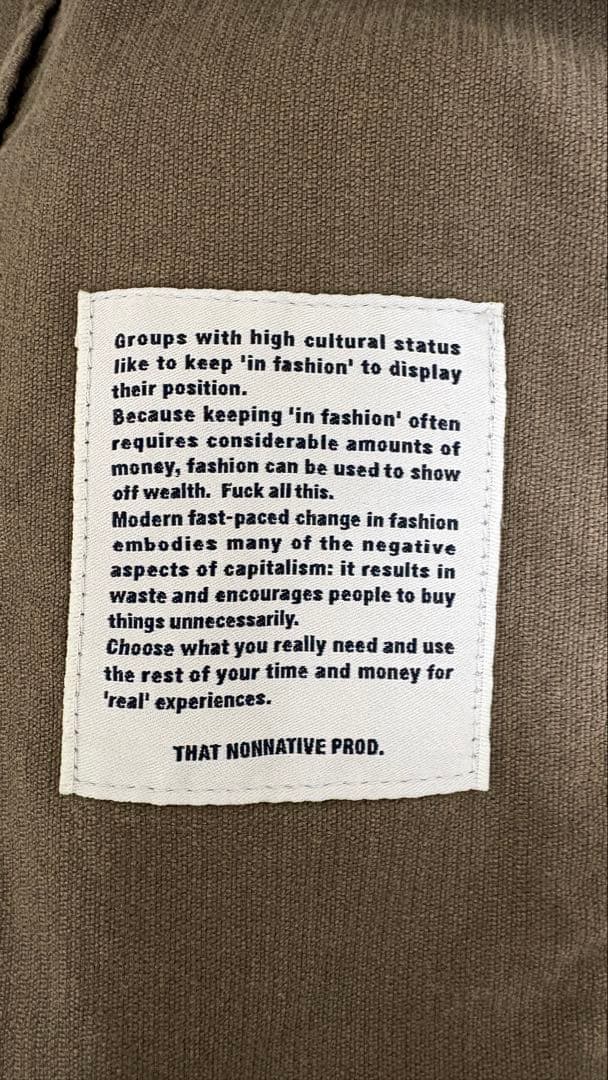 Groups with high cultural status
like to keep 'in fashion' to display
their position.
Because keeping 'in fashion' often
requires considerable amounts of
money, fashion can be used to show
off wealth. Fuck all this.
Modern fast-paced change in fashion
embodies many of the negative
aspects of capitalism: it results in
waste and encourages people to buy
things unnecessarily.
Choose what you really need and use
the rest of your time and money for
'real' experiences.
THAT NONNATIVE PROD.